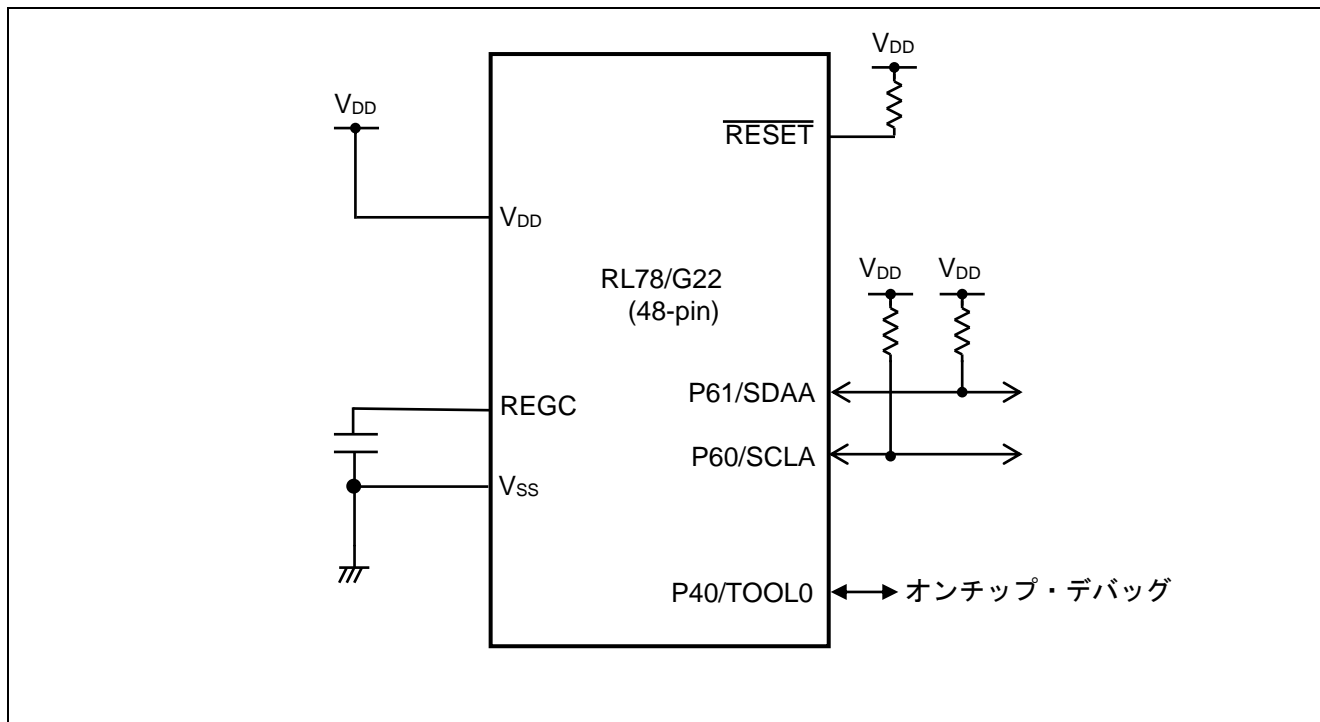 VDD
VDD
RESET
VDD
RL78/G22
(48-pin)
VDD
VDD
P61/SDAA
REGC
P60/SCLA
VSS
P40/TOOL0
オンチップ・デバッグ